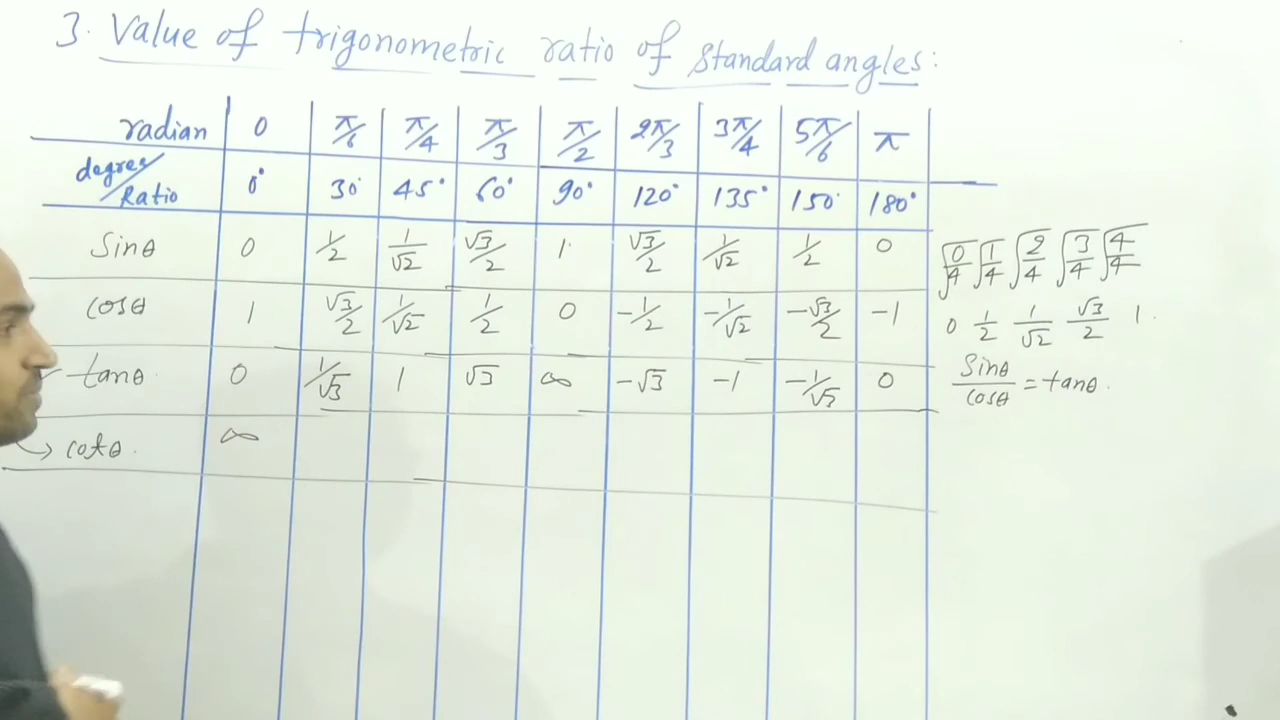 3. Value of trigonometric ratio of standard angles:
radian 0 π/6 π/4 π/3 π/2 2π/3 3π/4 5π/6 π
degree/Ratio 0° 30° 45° 60° 90° 120° 135° 150° 180°
Sinθ 0 1/2 1/√2 √3/2 1 √3/2 1/√2 1/2 0 √0/4 √1/4 √2/4 √3/4 √4/4
cosθ 1 √3/2 1/√2 1/2 0 -1/2 -1/√2 -√3/2 -1 0 1/2 1/√2 √3/2 1.
tanθ 0 1/√3 1 √3 ∞ -√3 -1 -1/√3 0 Sinθ/cosθ = tanθ.
→ cotθ. ∞